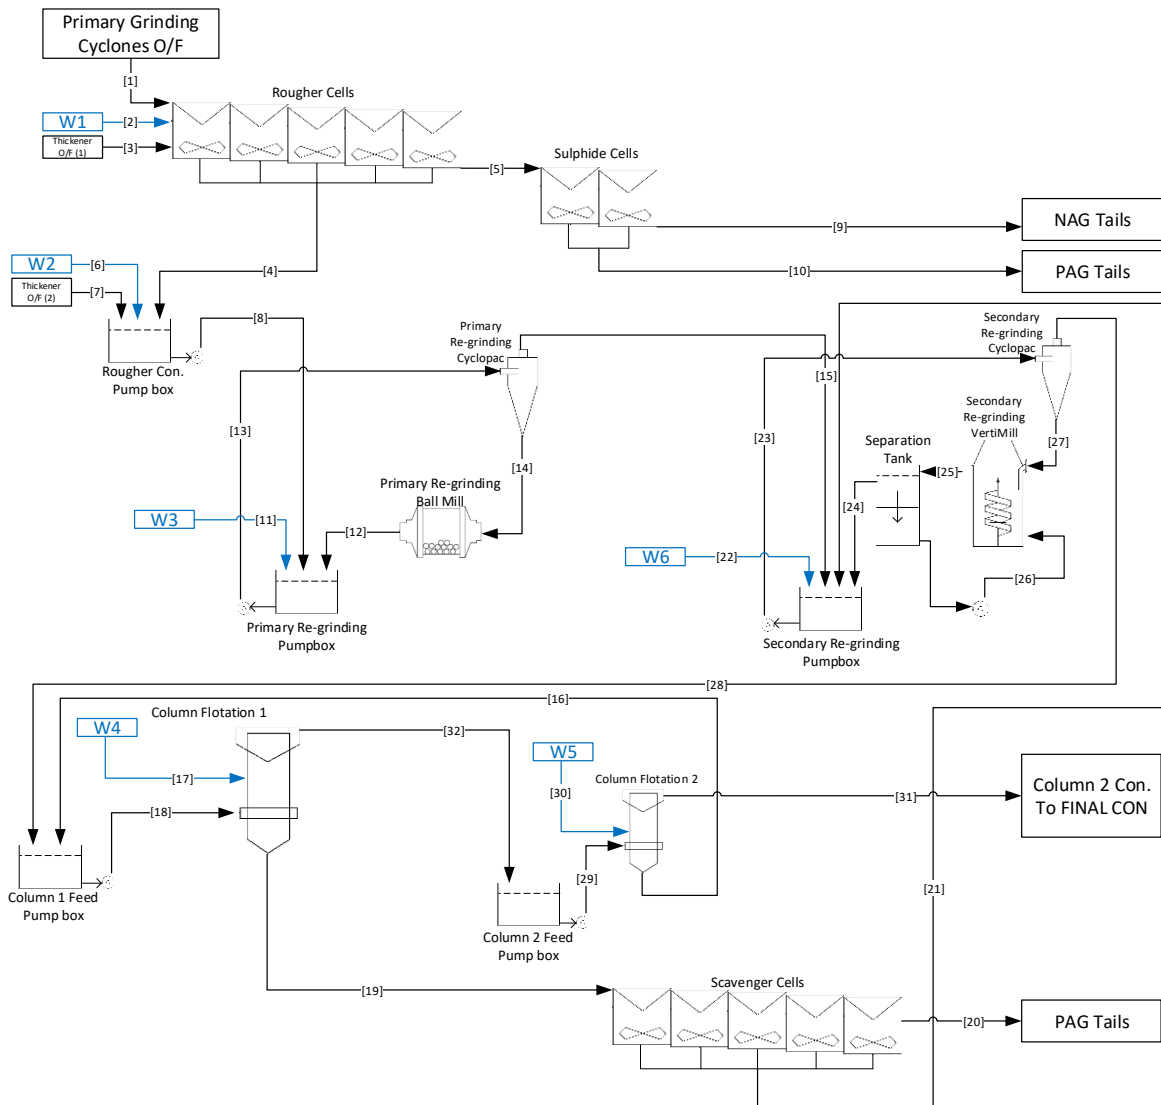 Primary Grinding
Cyclones O/F
[1]
Rougher Cells
W1
[2]
Thickener
O/F (1)
[3]
Sulphide Cells
[5]
[9]
NAG Tails
[4]
[10]
PAG Tails
W2
[6]
Thickener
O/F (2)
[7]
[8]
Rougher Con.
Pump box
Primary
Re-grinding
Cyclopac
Secondary
Re-grinding
Cyclopac
[15]
[13]
[23]
Secondary
Re-grinding
VertiMill
[27]
Separation
Tank
[14]
[25]
Primary Re-grinding
Ball Mill
W3
[11]
[12]
[24]
W6
[22]
[26]
Primary Re-grinding
Pumpbox
Secondary Re-grinding
Pumpbox
[28]
[16]
Column Flotation 1
W4
[32]
W5
[17]
Column Flotation 2
[30]
[31]
Column 2 Con.
To FINAL CON
[18]
[29]
[21]
Column 1 Feed
Pump box
Column 2 Feed
Pump box
[19]
Scavenger Cells
[20]
PAG Tails